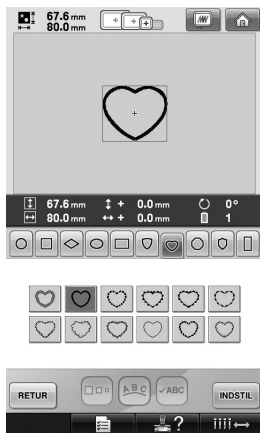 67.6 mm
80.0 mm
67.6 mm + 0.0 mm 0°
80.0 mm + 0.0 mm 1
RETUR ABC ✓ABC INDSTIL
?